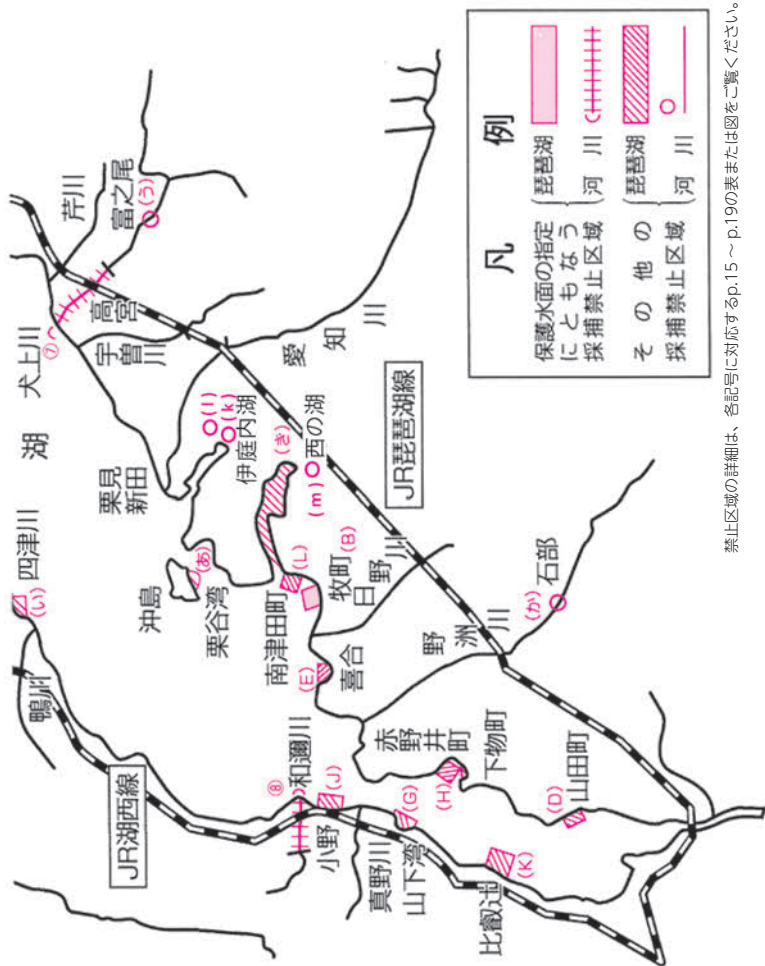 湖
犬上川
⑦
芹川
富之尾
(う)
高宮
宇曽川
愛知川
栗見
新田
(l)
(k)
伊庭内湖
(き)
西の湖
(m)
JR琵琶湖線
四津川
(い)
沖島
(あ)
栗谷湾
南津田町
(L)
牧町
(B)
日野川
(E)
喜合
野洲川
石部
(か)
鴨川
JR湖西線
⑧
和邇川
小野
(J)
真野川
山下湾
(G)
赤野井町
(H)
下物町
(D)
山田町
(K)
比叡辻
凡例
保護水面の指定
にともなう
採捕禁止区域
琵琶湖
河川
その他の
採捕禁止区域
琵琶湖
河川
禁止区域の詳細は、各記号に対応するp.15～p.19の表または図をご覧ください。